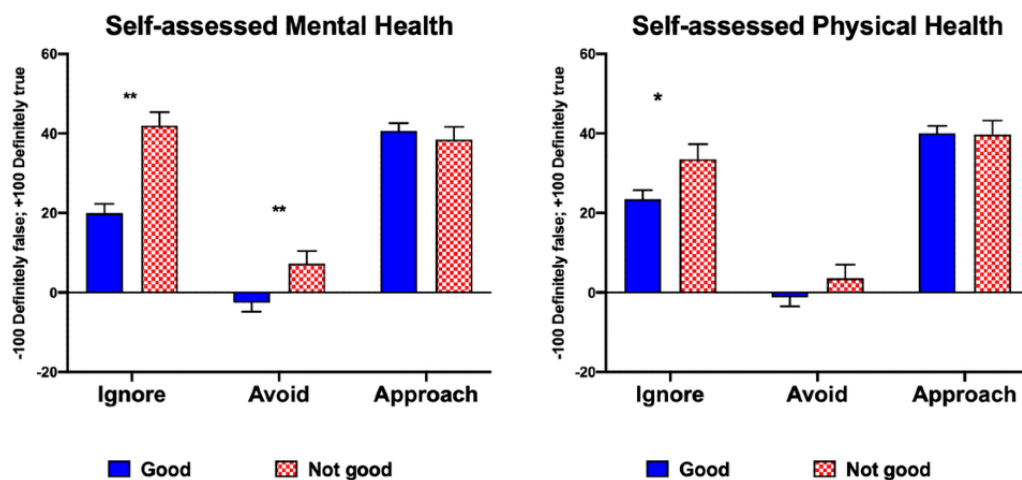 Self-assessed Mental Health
-100 Definitely false; +100 Definitely true
60
40
20
0
-20
**
**
Ignore
Avoid
Approach
Good
Not good
Self-assessed Physical Health
-100 Definitely false; +100 Definitely true
60
40
20
0
-20
*
Ignore
Avoid
Approach
Good
Not good